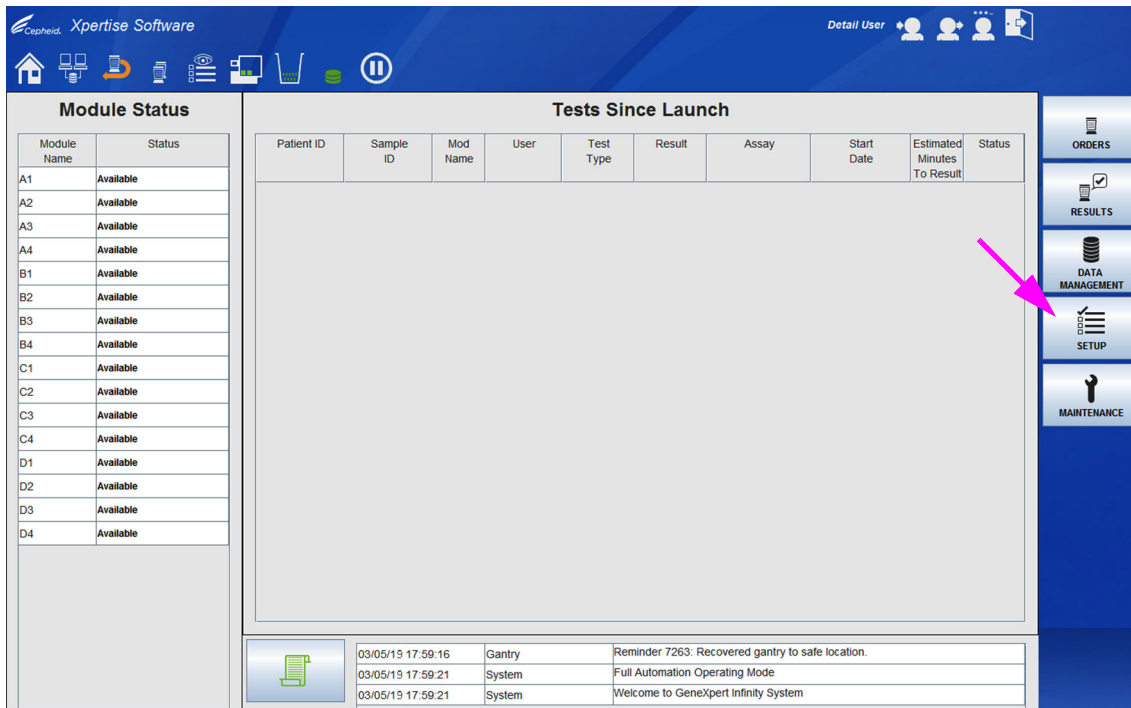 Cepheid. Xpertise Software
Detail User
Module Status
Module Name
Status
A1 Available
A2 Available
A3 Available
A4 Available
B1 Available
B2 Available
B3 Available
B4 Available
C1 Available
C2 Available
C3 Available
C4 Available
D1 Available
D2 Available
D3 Available
D4 Available
Tests Since Launch
Patient ID
Sample ID
Mod Name
User
Test Type
Result
Assay
Start Date
Estimated Minutes To Result
Status
03/05/19 17:59:16 Gantry Reminder 7263: Recovered gantry to safe location.
03/05/19 17:59:21 System Full Automation Operating Mode
03/05/19 17:59:21 System Welcome to GeneXpert Infinity System
ORDERS
RESULTS
DATA
MANAGEMENT
SETUP
MAINTENANCE